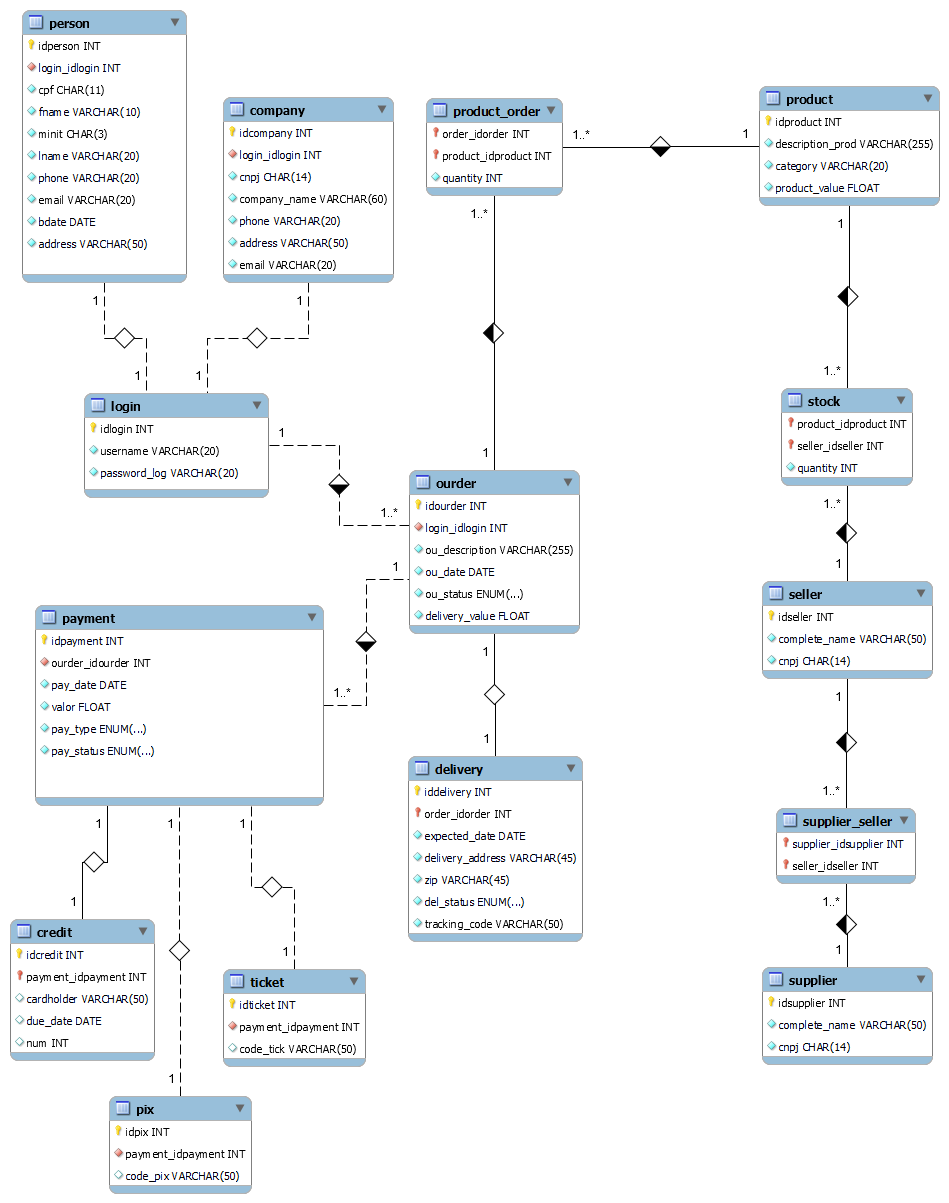 person
idperson INT
login_idlogin INT
cpf CHAR(11)
fname VARCHAR(10)
minit CHAR(3)
lname VARCHAR(20)
phone VARCHAR(20)
email VARCHAR(20)
bdate DATE
address VARCHAR(50)
company
idcompany INT
login_idlogin INT
cnpj CHAR(14)
company_name VARCHAR(60)
phone VARCHAR(20)
address VARCHAR(50)
email VARCHAR(20)
product_order
order_idorder INT
product_idproduct INT
quantity INT
1..*
1
product
idproduct INT
description_prod VARCHAR(255)
category VARCHAR(20)
product_value FLOAT
1..*
1
1
1
1
1
1..*
login
idlogin INT
username VARCHAR(20)
password_log VARCHAR(20)
1
1..*
1
stock
product_idproduct INT
seller_idseller INT
quantity INT
1..*
1
ourder
idourder INT
login_idlogin INT
ou_description VARCHAR(255)
ou_date DATE
ou_status ENUM(...)
delivery_value FLOAT
1
1..*
1
1
seller
idseller INT
complete_name VARCHAR(50)
cnpj CHAR(14)
1
1..*
payment
idpayment INT
ourder_idourder INT
pay_date DATE
valor FLOAT
pay_type ENUM(...)
pay_status ENUM(...)
delivery
iddelivery INT
order_idorder INT
expected_date DATE
delivery_address VARCHAR(45)
zip VARCHAR(45)
del_status ENUM(...)
tracking_code VARCHAR(50)
supplier_seller
supplier_idsupplier INT
seller_idseller INT
1..*
1
1
1
1
1
1
1
credit
idcredit INT
payment_idpayment INT
cardholder VARCHAR(50)
due_date DATE
num INT
ticket
idticket INT
payment_idpayment INT
code_tick VARCHAR(50)
supplier
idsupplier INT
complete_name VARCHAR(50)
cnpj CHAR(14)
pix
idpix INT
payment_idpayment INT
code_pix VARCHAR(50)